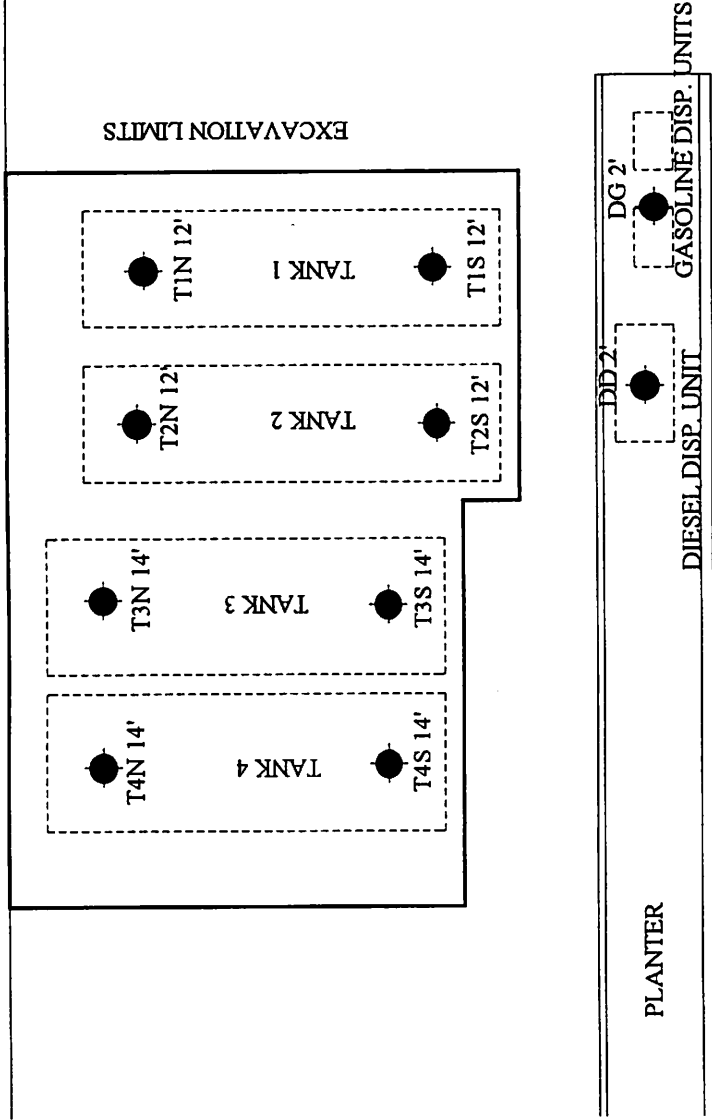 EXCAVATION LIMITS
T1N 12'
TANK 1
T1S 12'
T2N 12'
TANK 2
T2S 12'
T3N 14'
TANK 3
T3S 14'
T4N 14'
TANK 4
T4S 14'
DG 2'
GASOLINE DISP. UNITS
DD 2'
DIESEL DISP. UNIT
PLANTER